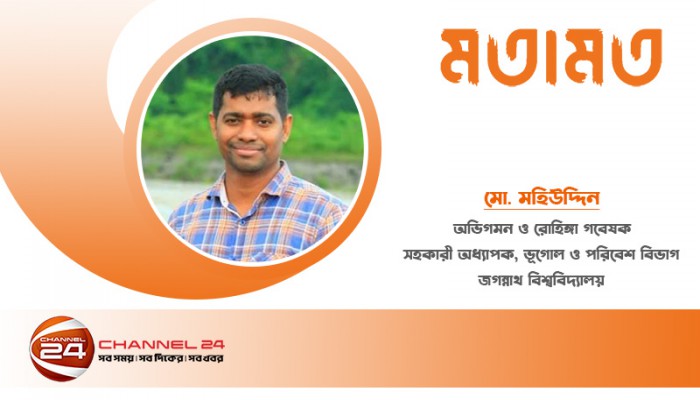 মতামত
মো. মহিউদ্দিন
অভিগমন ও রোহিঙ্গা গবেষক
সহকারী অধ্যাপক, ভূগোল ও পরিবেশ বিভাগ
জগন্নাথ বিশ্ববিদ্যালয়
CHANNEL
24
CHANNEL 24
সব সময়। সব দিকের। সব খবর